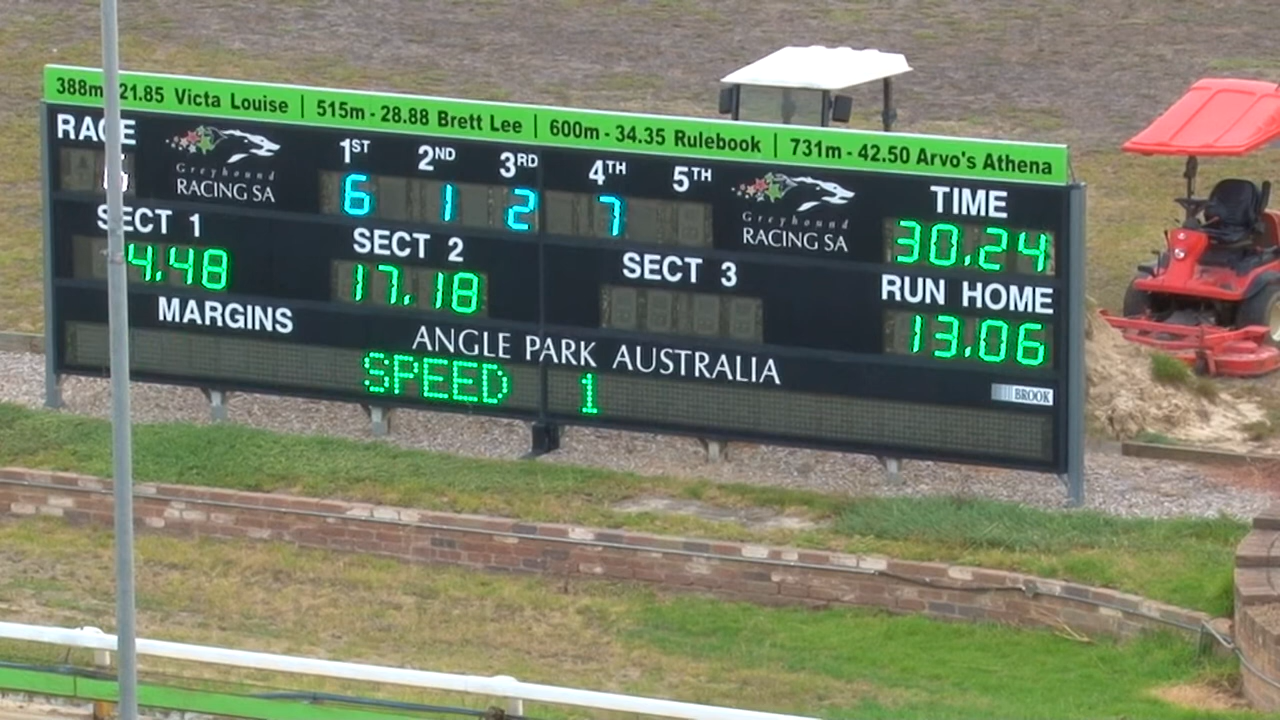 388m 21.85 Victa Louise | 515m - 28.88 Brett Lee | 600m - 34.35 Rulebook | 731m - 42.50 Arvo's Athena
RACE
Greyhound
RACING SA
1ST 2ND 3RD 4TH 5TH
6 1 2 7
Greyhound
RACING SA
TIME
30.24
SECT 1
4.48
SECT 2
17.18
SECT 3
RUN HOME
13.06
MARGINS
ANGLE PARK AUSTRALIA
SPEED 1
BROOK